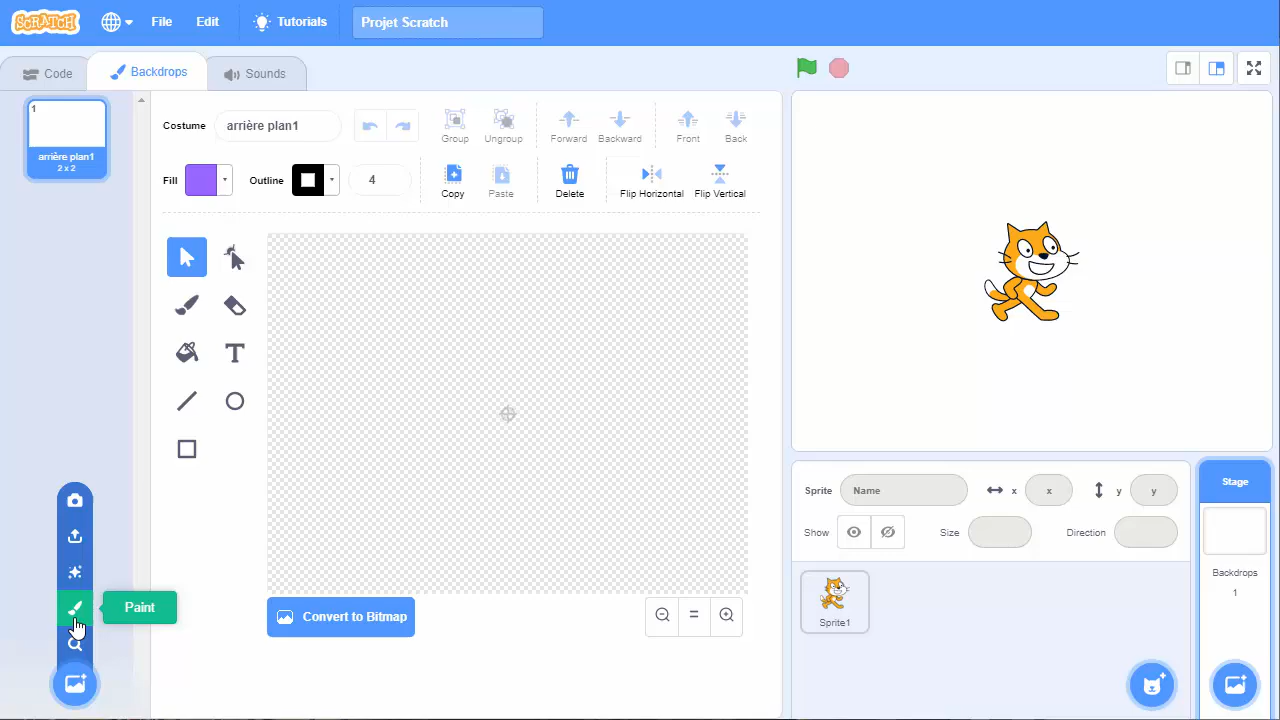 SCRATCH
File
Edit
Tutorials
Projet Scratch
Code
Backdrops
Sounds
1
arrière plan1
2 x 2
Costume
arrière plan1
Group
Ungroup
Forward
Backward
Front
Back
Fill
Outline
4
Copy
Paste
Delete
Flip Horizontal
Flip Vertical
T
Convert to Bitmap
Paint
Sprite
Name
x
x
y
y
Show
Size
Direction
Sprite1
Stage
Backdrops
1